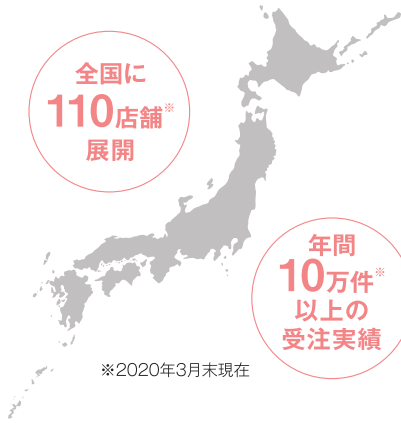 全国に
110店舗※
展開
年間
10万件※
以上の
受注実績
※2020年3月末現在